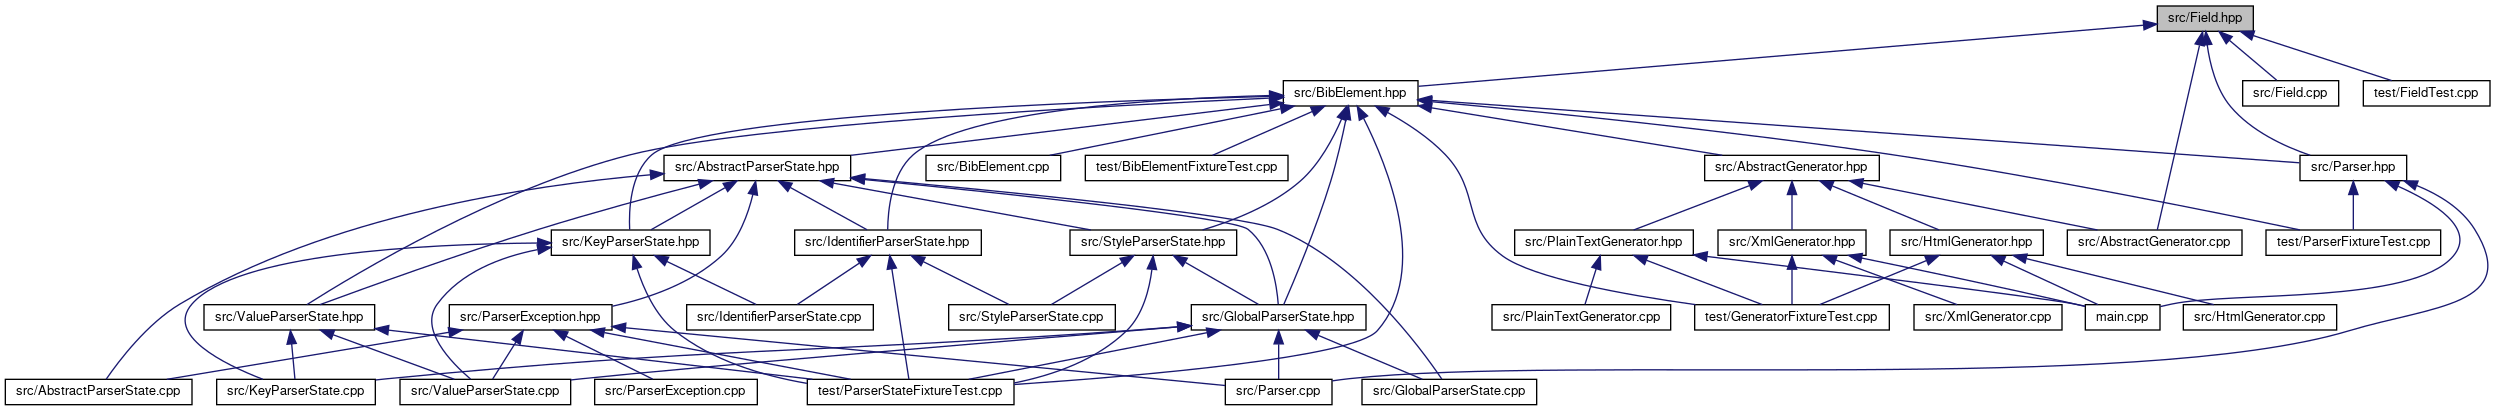 src/Field.hpp
src/BibElement.hpp
src/Field.cpp
test/FieldTest.cpp
src/AbstractParserState.hpp
src/BibElement.cpp
test/BibElementFixtureTest.cpp
src/AbstractGenerator.hpp
src/Parser.hpp
src/KeyParserState.hpp
src/IdentifierParserState.hpp
src/StyleParserState.hpp
src/PlainTextGenerator.hpp
src/XmlGenerator.hpp
src/HtmlGenerator.hpp
src/AbstractGenerator.cpp
test/ParserFixtureTest.cpp
src/ValueParserState.hpp
src/ParserException.hpp
src/IdentifierParserState.cpp
src/StyleParserState.cpp
src/GlobalParserState.hpp
src/PlainTextGenerator.cpp
test/GeneratorFixtureTest.cpp
src/XmlGenerator.cpp
main.cpp
src/HtmlGenerator.cpp
src/AbstractParserState.cpp
src/KeyParserState.cpp
src/ValueParserState.cpp
src/ParserException.cpp
test/ParserStateFixtureTest.cpp
src/Parser.cpp
src/GlobalParserState.cpp